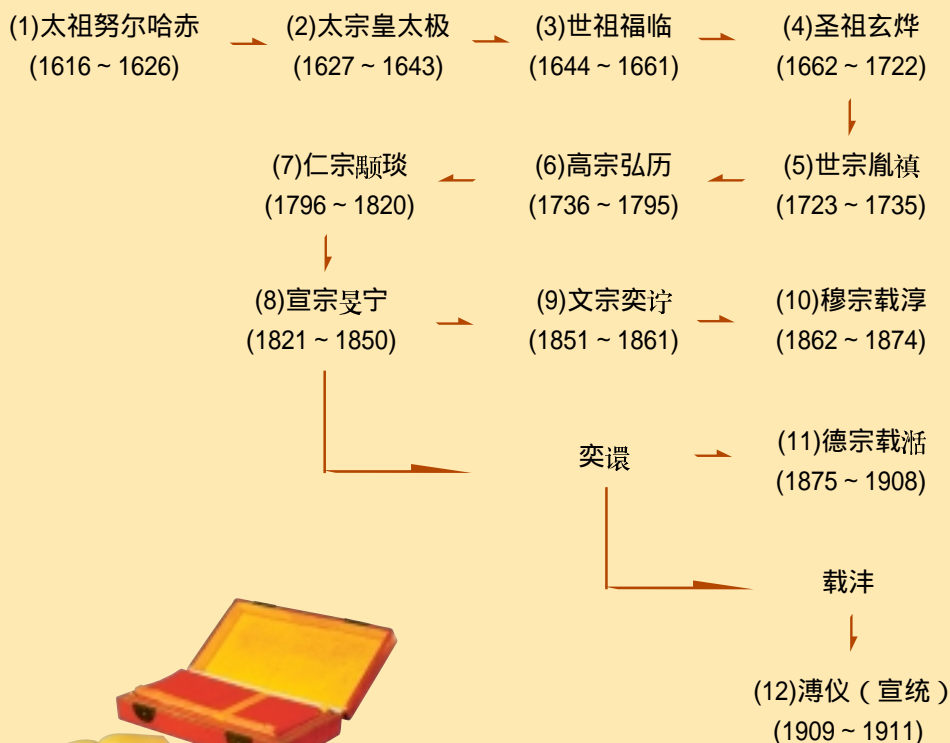 (1)太祖努尔哈赤
(1616 ~ 1626)
(2)太宗皇太极
(1627 ~ 1643)
(3)世祖福临
(1644 ~ 1661)
(4)圣祖玄烨
(1662 ~ 1722)
(5)世宗胤禛
(1723 ~ 1735)
(6)高宗弘历
(1736 ~ 1795)
(7)仁宗颙琰
(1796 ~ 1820)
(8)宣宗旻宁
(1821 ~ 1850)
(9)文宗奕𬣞
(1851 ~ 1861)
(10)穆宗载淳
(1862 ~ 1874)
奕𫍽
(11)德宗载湉
(1875 ~ 1908)
载沣
(12)溥仪（宣统）
(1909 ~ 1911)